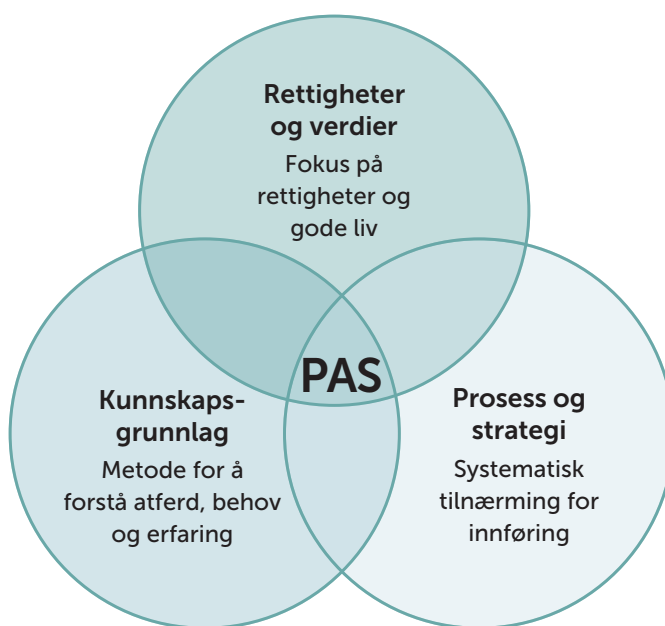 Rettigheter
og verdier
Fokus på
rettigheter og
gode liv
PAS
Kunnskaps-
grunnlag
Metode for å
forstå atferd, behov
og erfaring
Prosess og
strategi
Systematisk
tilnærming for
innføring